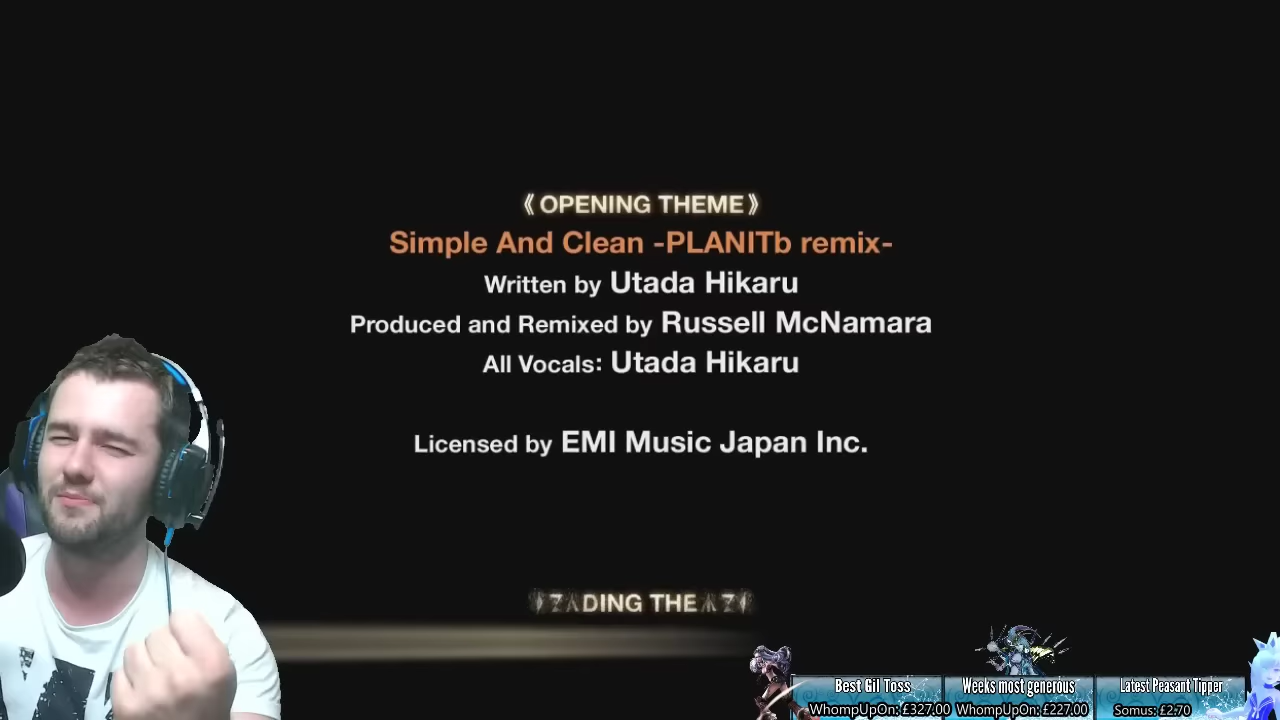 《OPENING THEME》
Simple And Clean -PLANITb remix-
Written by Utada Hikaru
Produced and Remixed by Russell McNamara
All Vocals: Utada Hikaru
Licensed by EMI Music Japan Inc.
DING THE
Best Gil Toss
WhompUpOn: £327.00
Weeks most generous
WhompUpOn: £227.00
Latest Peasant Tipper
Somus: £2.70